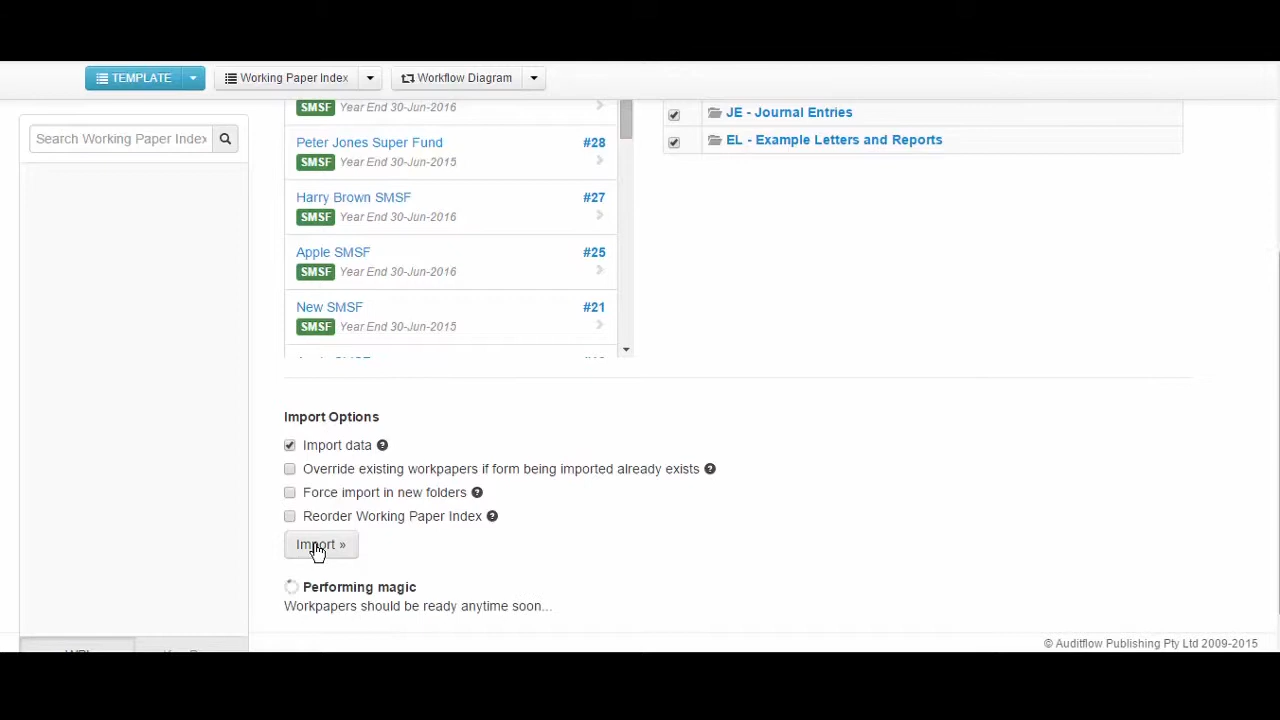 TEMPLATE
Working Paper Index
Workflow Diagram
Search Working Paper Index
SMSF Year End 30-Jun-2016
Peter Jones Super Fund #28
SMSF Year End 30-Jun-2015
Harry Brown SMSF #27
SMSF Year End 30-Jun-2016
Apple SMSF #25
SMSF Year End 30-Jun-2016
New SMSF #21
SMSF Year End 30-Jun-2015
JE - Journal Entries
EL - Example Letters and Reports
Import Options
Import data
Override existing workpapers if form being imported already exists
Force import in new folders
Reorder Working Paper Index
Import »
Performing magic
Workpapers should be ready anytime soon...
© Auditflow Publishing Pty Ltd 2009-2015